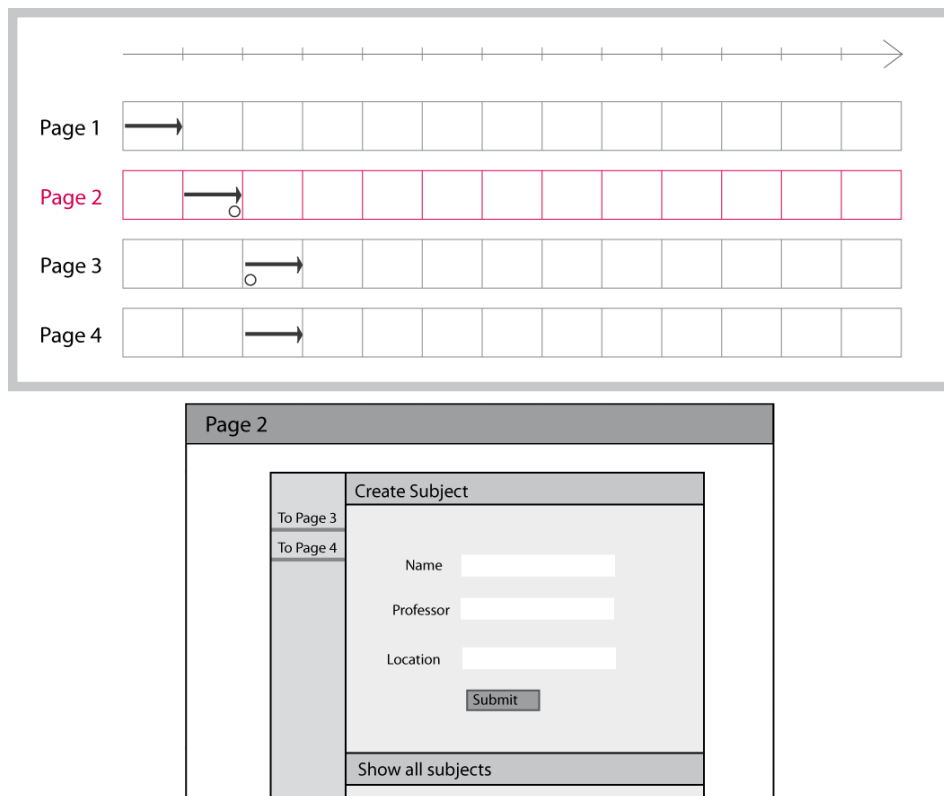 Page 1
Page 2
Page 3
Page 4
Page 2
Create Subject
To Page 3
To Page 4
Name
Professor
Location
Submit
Show all subjects